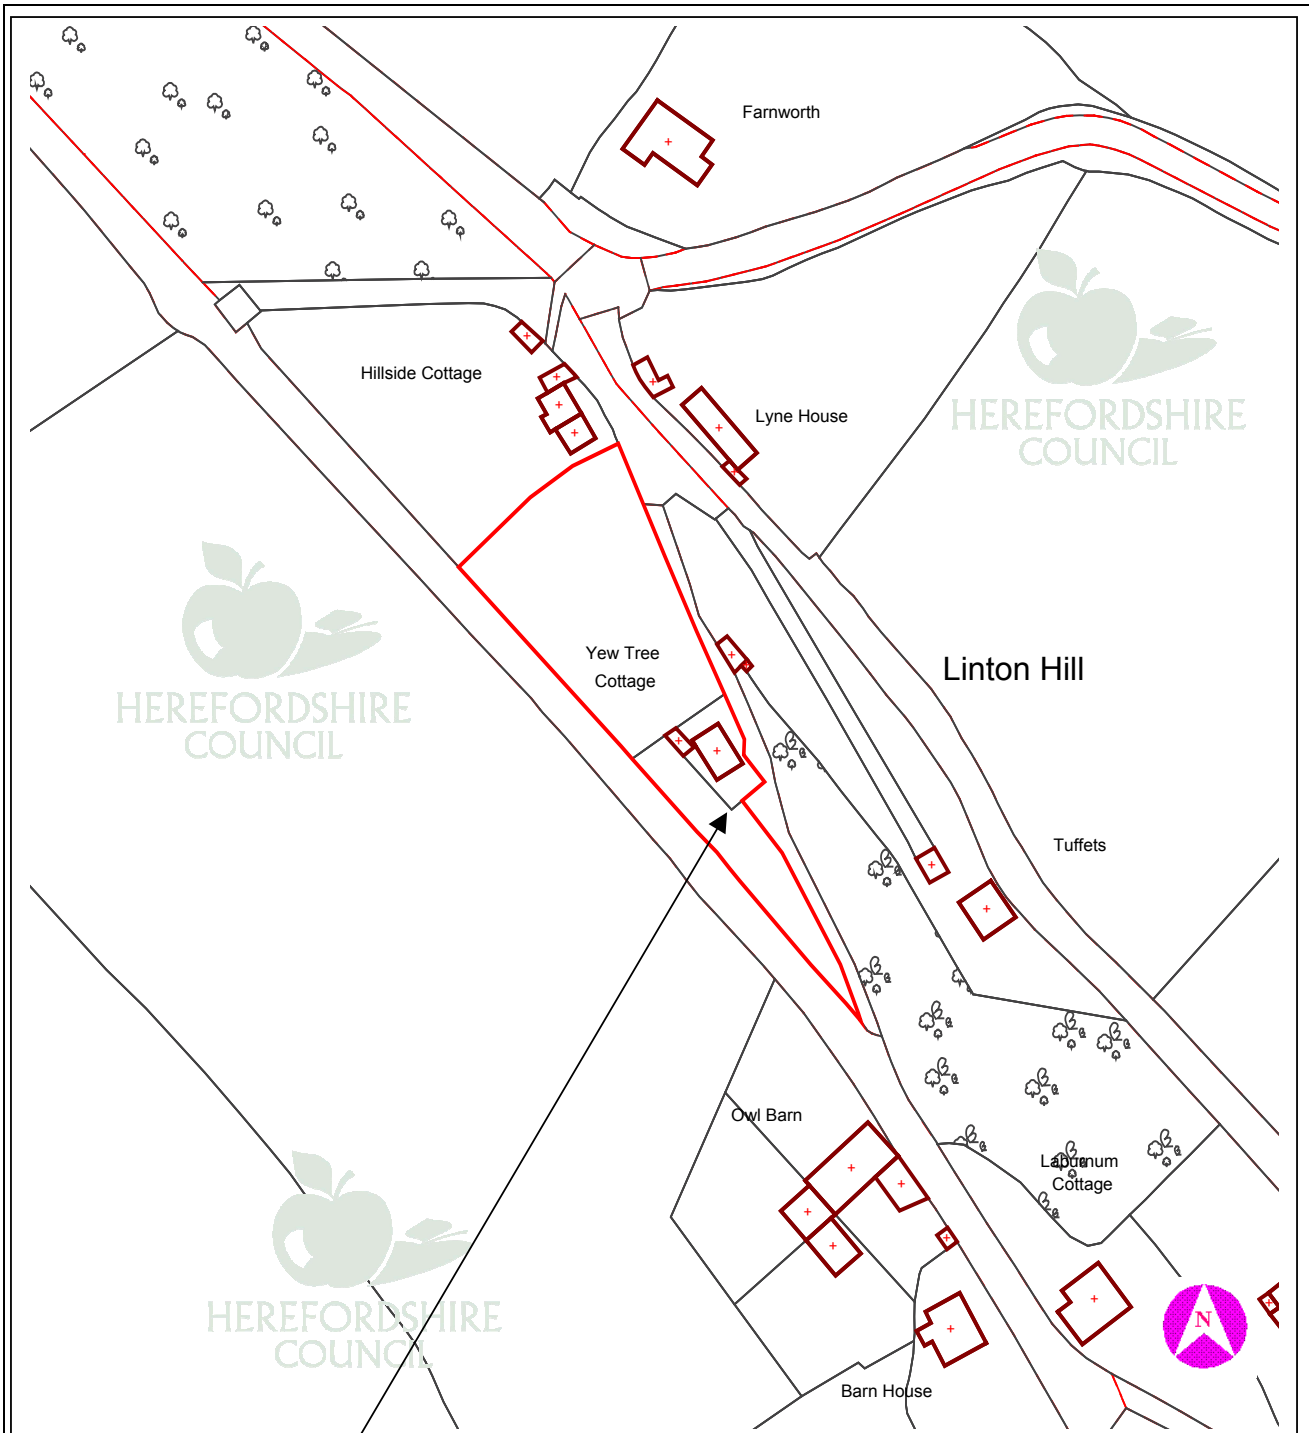 Farnworth
HEREFORDSHIRE
COUNCIL
Hillside Cottage
Lyne House
HEREFORDSHIRE
COUNCIL
Yew Tree
Cottage
Linton Hill
Tuffets
Owl Barn
Laburnum
Cottage
HEREFORDSHIRE
COUNCIL
N
Barn House